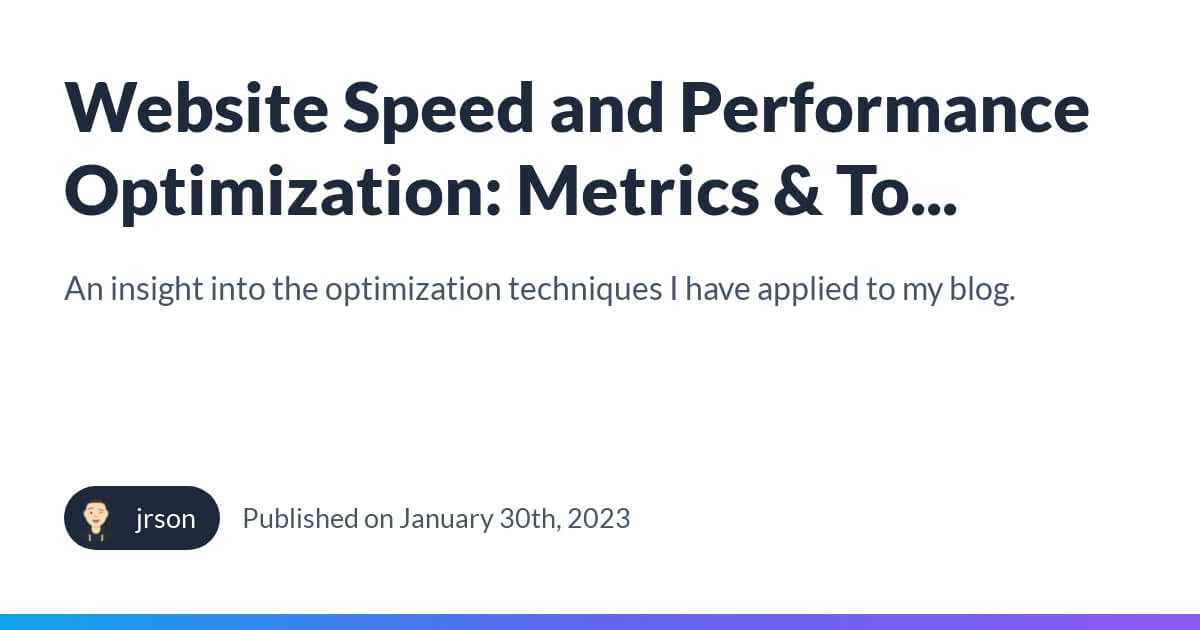 Website Speed and Performance
Optimization: Metrics & To...
An insight into the optimization techniques I have applied to my blog.
jrson
Published on January 30th, 2023